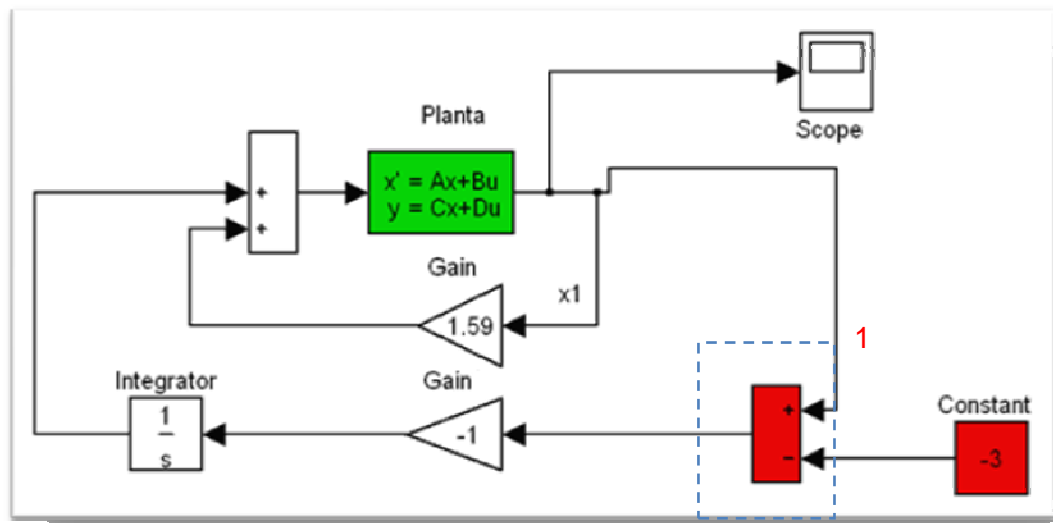 Scope
Planta
+
+
x' = Ax+Bu
y = Cx+Du
Gain
x1
1.59
1
Integrator
Gain
Constant
1
s
-1
+
−
-3